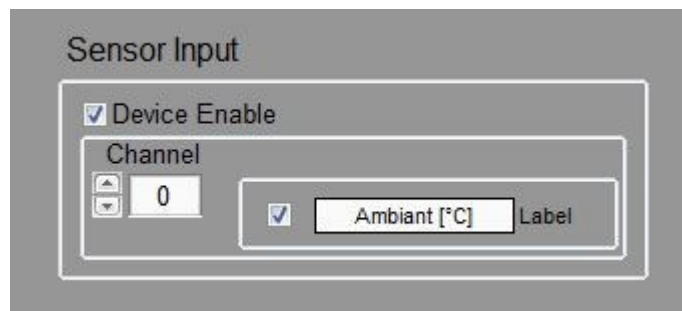 Sensor Input
Device Enable
Channel
0
Ambiant [°C] Label